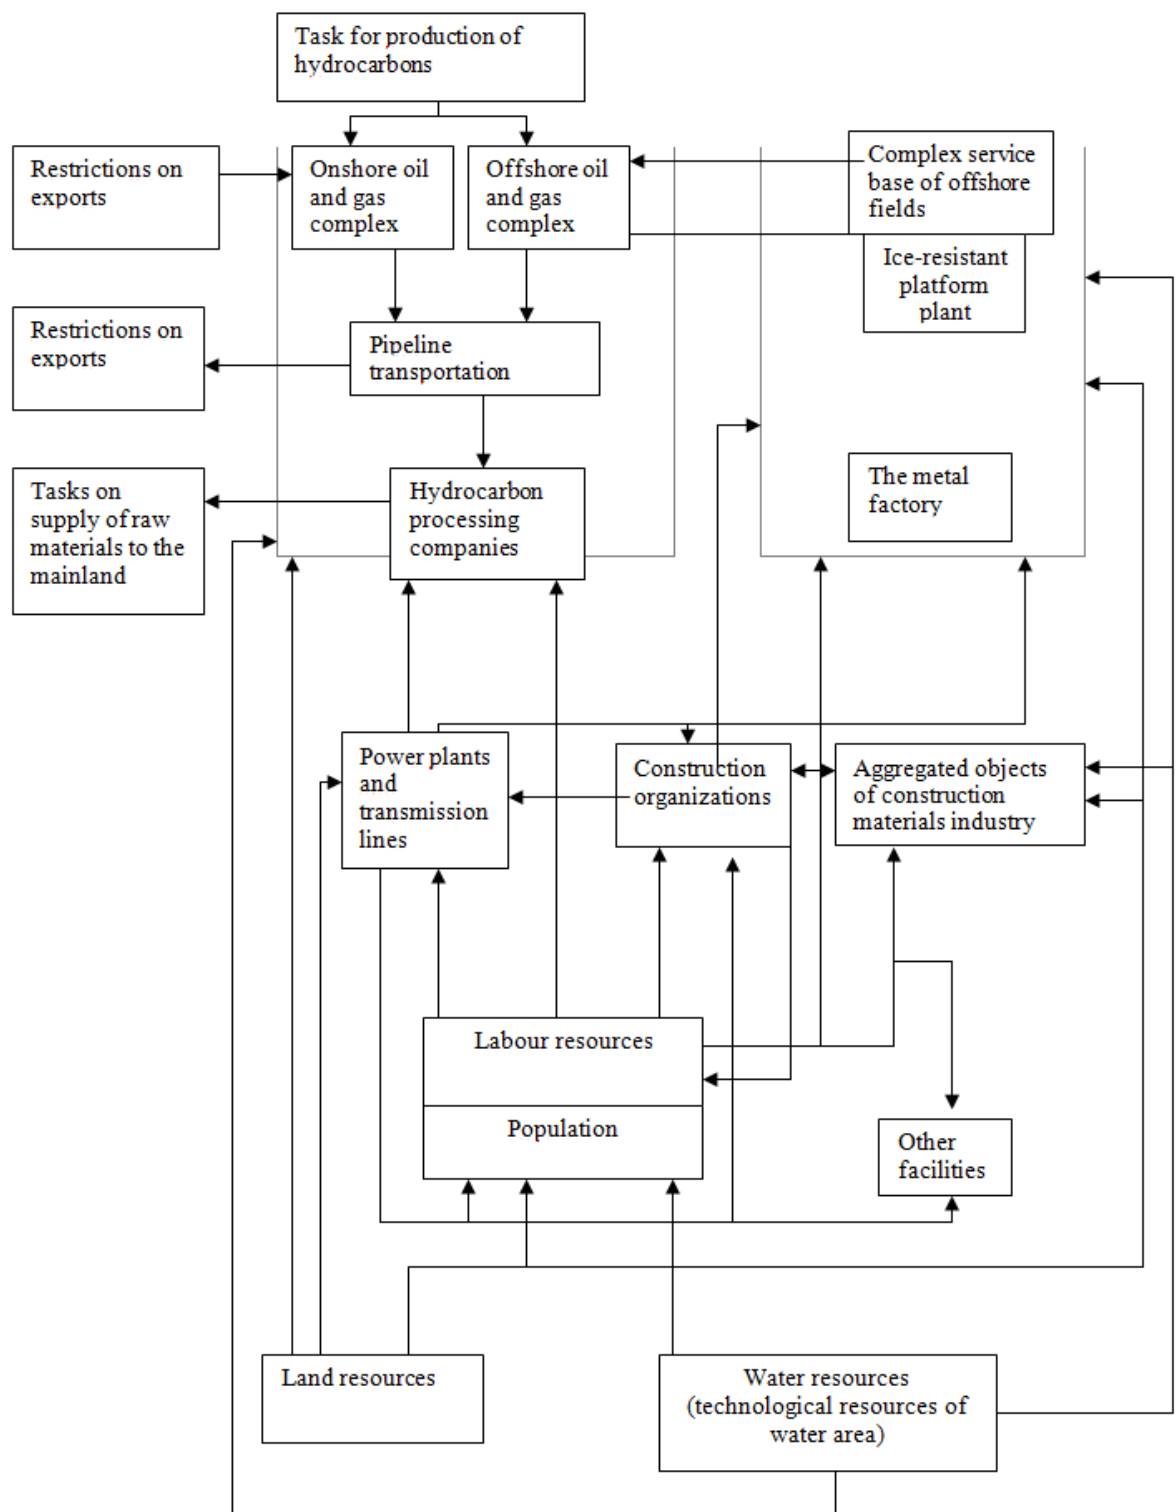 Task for production of
hydrocarbons
Restrictions on
exports
Onshore oil
and gas
complex
Offshore oil
and gas
complex
Complex service
base of offshore
fields
Ice-resistant
platform
plant
Restrictions on
exports
Pipeline
transportation
Tasks on
supply of raw
materials to the
mainland
Hydrocarbon
processing
companies
The metal
factory
Power plants
and
transmission
lines
Construction
organizations
Aggregated objects
of construction
materials industry
Labour resources
Population
Other
facilities
Land resources
Water resources
(technological resources of
water area)